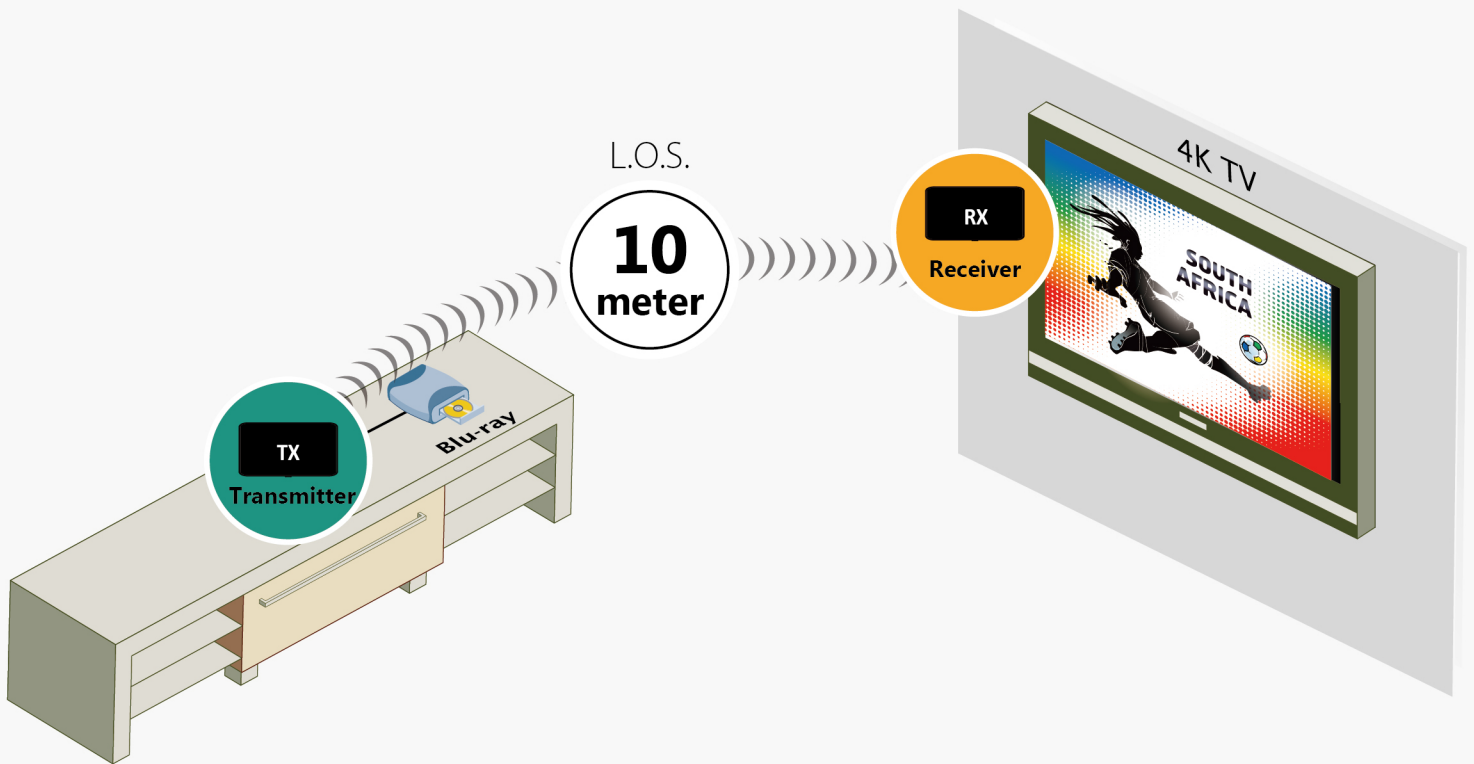 L.O.S.
10
meter
4K TV
RX
Receiver
SOUTH
AFRICA
TX
Transmitter
Blu-ray